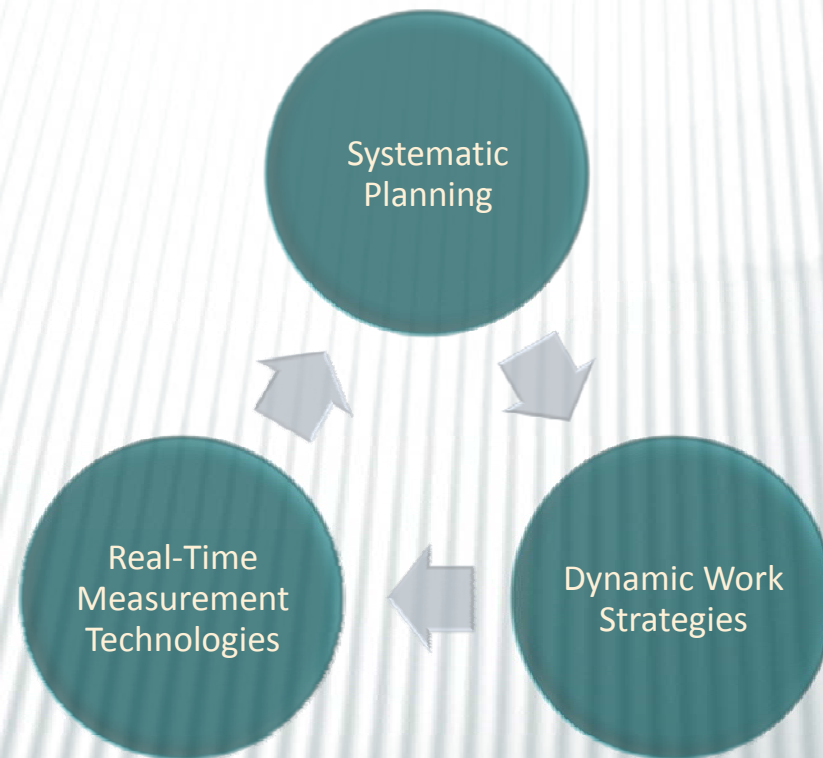 Systematic
Planning
Real-Time
Measurement
Technologies
Dynamic Work
Strategies